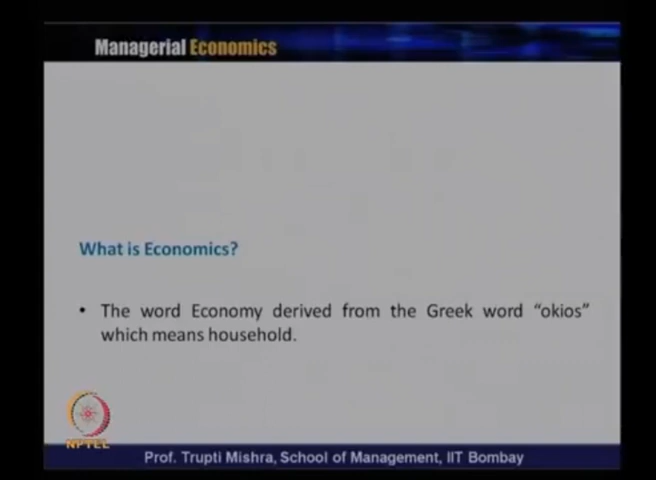 Managerial Economics
What is Economics?
• The word Economy derived from the Greek word “okios”
which means household.
NPTEL
Prof. Trupti Mishra, School of Management, IIT Bombay